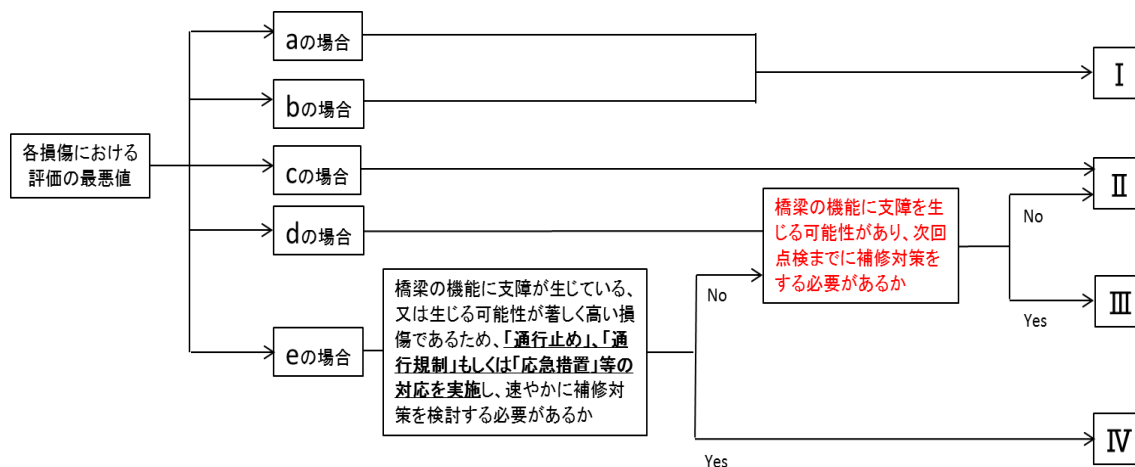 各損傷における
評価の最悪値
aの場合
bの場合
cの場合
dの場合
eの場合
橋梁の機能に支障が生じている、
又は生じる可能性が著しく高い損
傷であるため、「通行止め」、「通
行規制」もしくは「応急措置」等の
対応を実施し、速やかに補修対
策を検討する必要があるか
No
Yes
橋梁の機能に支障を生
じる可能性があり、次回
点検までに補修対策を
する必要があるか
No
Yes
Ⅰ
Ⅱ
Ⅲ
Ⅳ